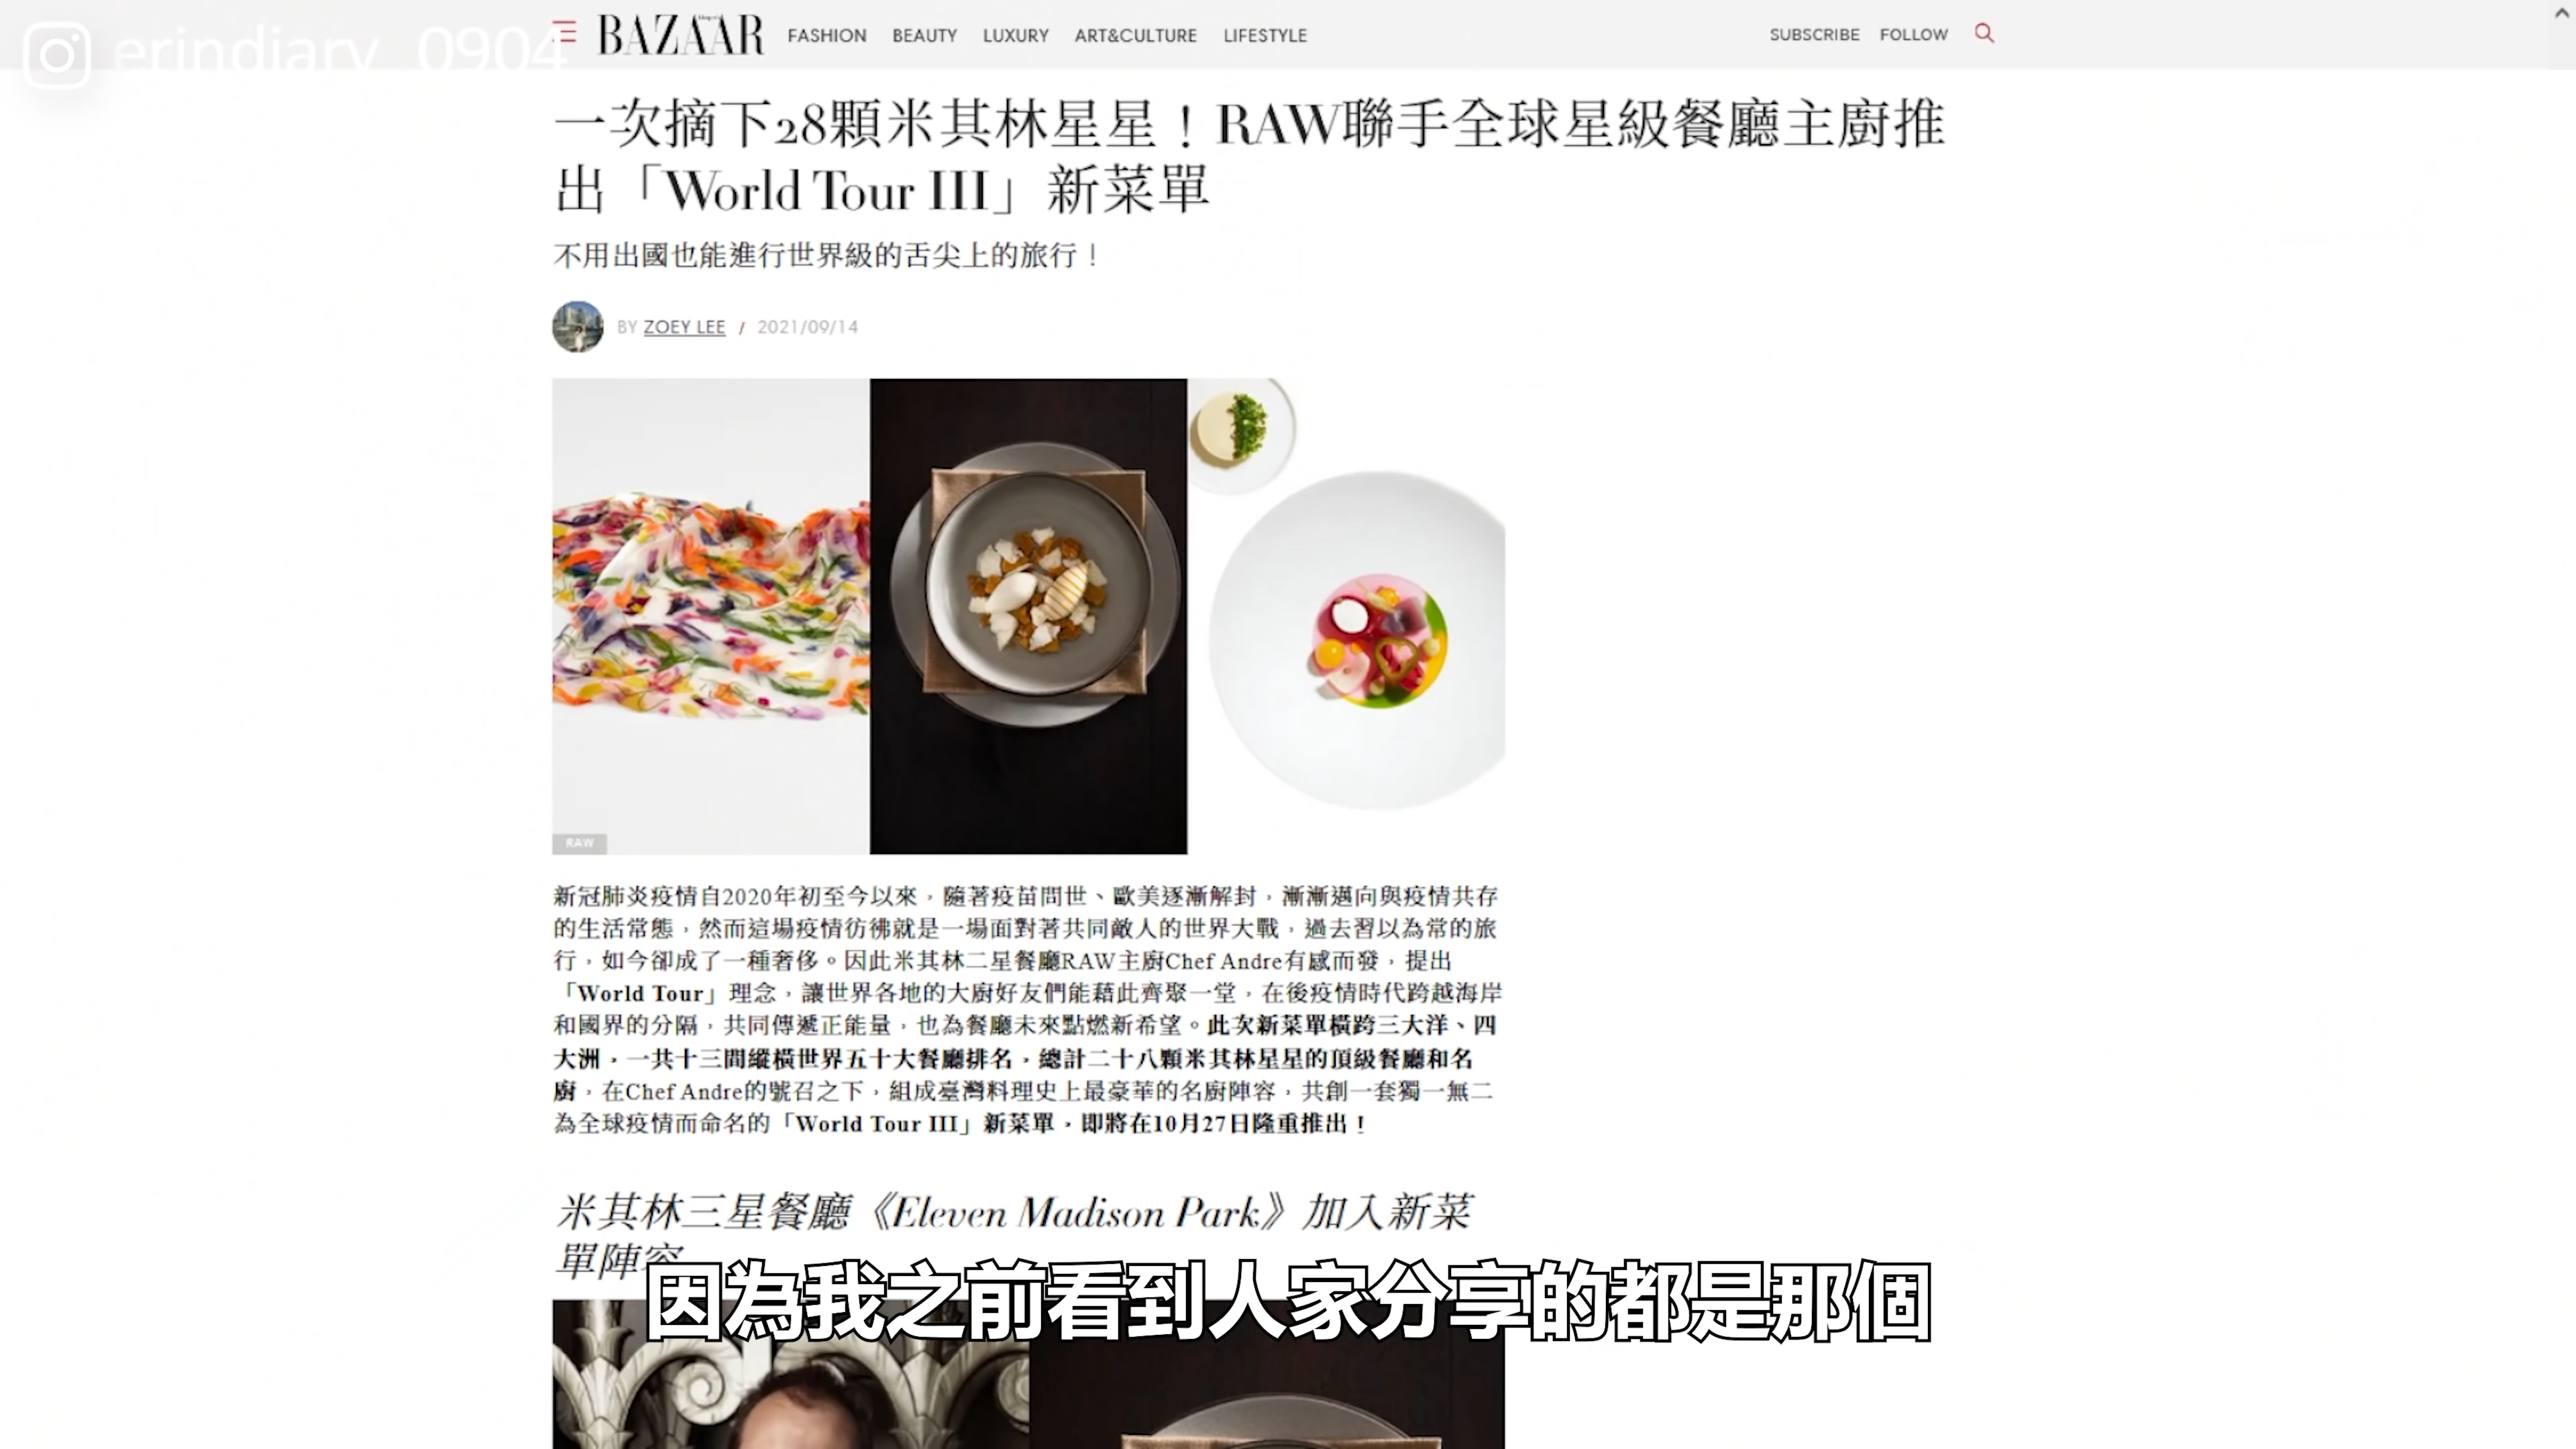 erindiary_0904
BAZAAR FASHION BEAUTY LUXURY ART&CULTURE LIFESTYLE SUBSCRIBE FOLLOW
一次摘下28顆米其林星星！RAW聯手全球星級餐廳主廚推
出「World Tour III」新菜單
不用出國也能進行世界級的舌尖上的旅行！
BY ZOEY LEE / 2021/09/14
RAW
新冠肺炎疫情自2020年初至今以來，隨著疫苗問世、歐美逐漸解封，漸漸邁向與疫情共存
的生活常態，然而這場疫情彷彿就是一場面對著共同敵人的世界大戰，過去習以為常的旅
行，如今卻成了一種奢侈。因此米其林二星餐廳RAW主廚Chef Andre有感而發，提出
「World Tour」理念，讓世界各地的大廚好友們能藉此齊聚一堂，在後疫情時代跨越海岸
和國界的分隔，共同傳遞正能量，也為餐廳未來點燃新希望。此次新菜單橫跨三大洋、四
大洲，一共十三間縱橫世界五十大餐廳排名，總計二十八顆米其林星星的頂級餐廳和名
廚，在Chef Andre的號召之下，組成臺灣料理史上最豪華的名廚陣容，共創一套獨一無二
為全球疫情而命名的「World Tour III」新菜單，即將在10月27日隆重推出！
米其林三星餐廳《Eleven Madison Park》加入新菜
單陣容
因為我之前看到人家分享的都是那個